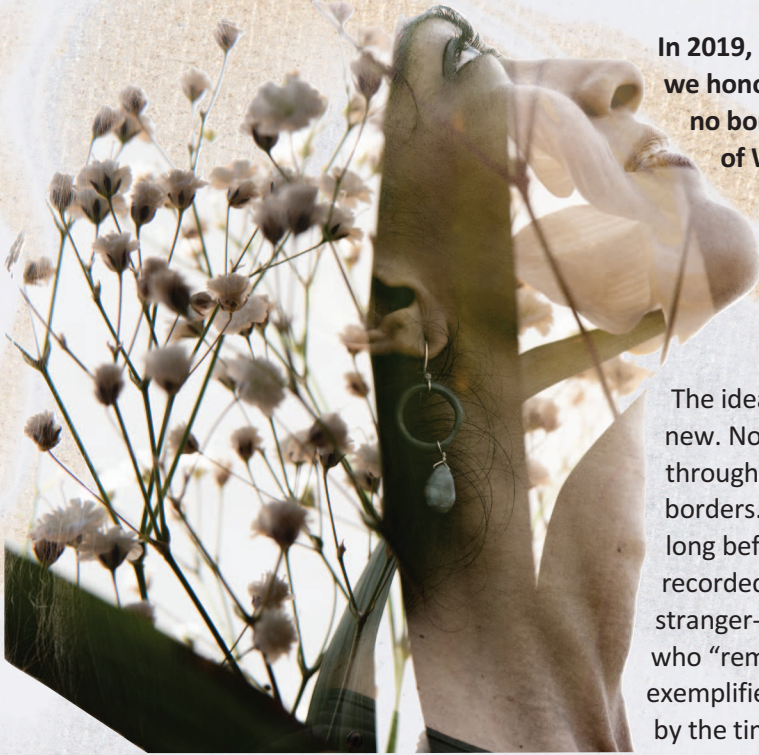 In 2019,
we hono
no bo
of W
The idea
new. No
through
borders.
long bef
recorded
stranger-
who “rem
exemplifie
by the tin